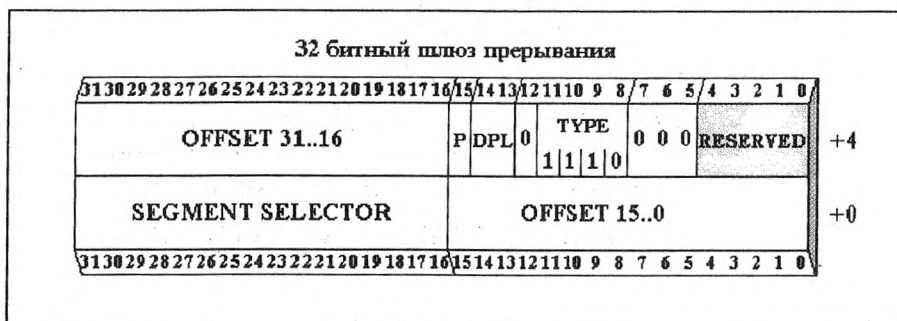 32 битный шлюз прерывания
31 30 29 28 27 26 25 24 23 22 21 20 19 18 17 16 15 14 13 12 11 10 9 8 7 6 5 4 3 2 1 0
OFFSET 31..16 P DPL 0 TYPE 0 0 0 RESERVED +4
1 1 1 0
SEGMENT SELECTOR OFFSET 15..0 +0
31 30 29 28 27 26 25 24 23 22 21 20 19 18 17 16 15 14 13 12 11 10 9 8 7 6 5 4 3 2 1 0